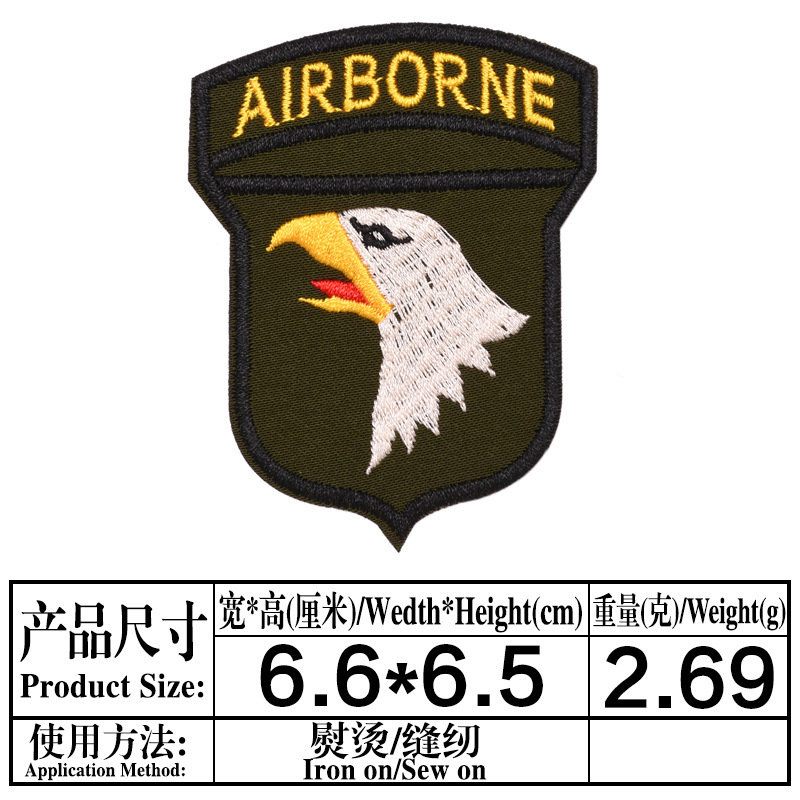 AIRBORNE
产品尺寸
Product Size:
宽*高(厘米)/Wedth*Height(cm)
6.6*6.5
重量(克)/Weight(g)
2.69
使用方法:
Application Method:
熨烫/缝纫
Iron on/Sew on